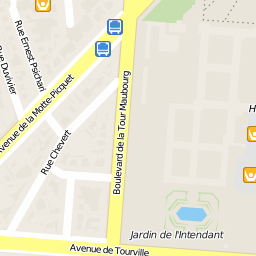 Rue Ernest Psichari
Rue Duvivier
Avenue de la Motte-Picquet
Boulevard de la Tour Maubourg
Rue Chevert
H
Jardin de l'Intendant
Avenue de Tourville